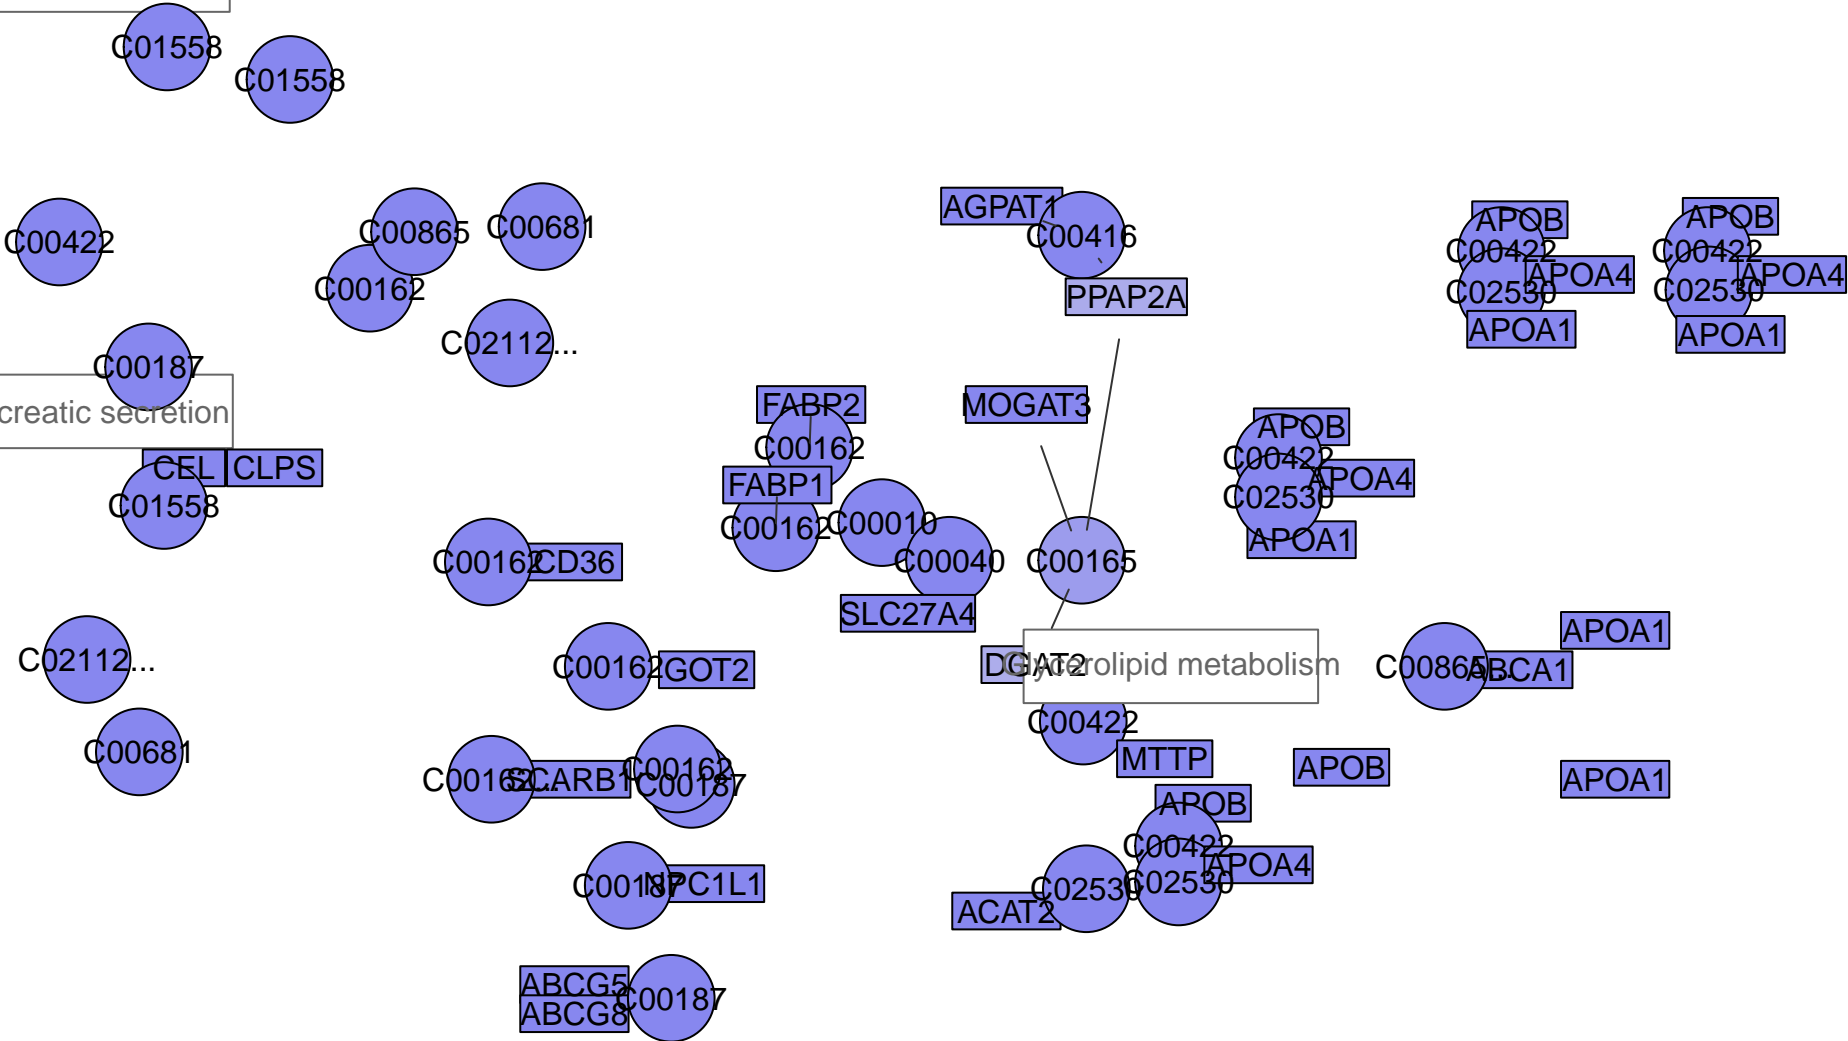 C01558
C01558
AGPAT1
C00416
PPAP2A
APOB
C00422
APOA4
C02530
APOA1
APOB
C00422
APOA4
C02530
APOA1
C00422
C00865
C00681
C00162
C02112...
C00187
creatic secretion
CEL
CLPS
C01558
FABP2
C00162
FABP1
C00162
C00010
C00040
SLC27A4
MOGAT3
C00165
APOB
C00422
APOA4
C02530
APOA1
C00162
CD36
C02112...
C00162
GOT2
DGAT2
Glycerolipid metabolism
C00865...
ABCA1
APOA1
C00422
MTTP
APOB
APOA1
C00681
C00162...
SCARB1
C00162
C00187
APOB
C00422
APOA4
C02530
C02530
ACAT2
C00187
NPC1L1
ABCG5
ABCG8
C00187